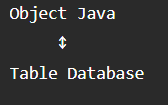 Object Java
↕
Table Database